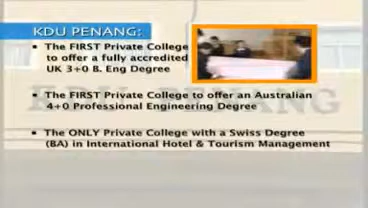 KDU PENANG:
▪ The FIRST Private College
to offer a fully accredited
UK 3+0 B. Eng Degree
▪ The FIRST Private College to offer an Australian
4+0 Professional Engineering Degree
▪ The ONLY Private College with a Swiss Degree
(BA) in International Hotel & Tourism Management